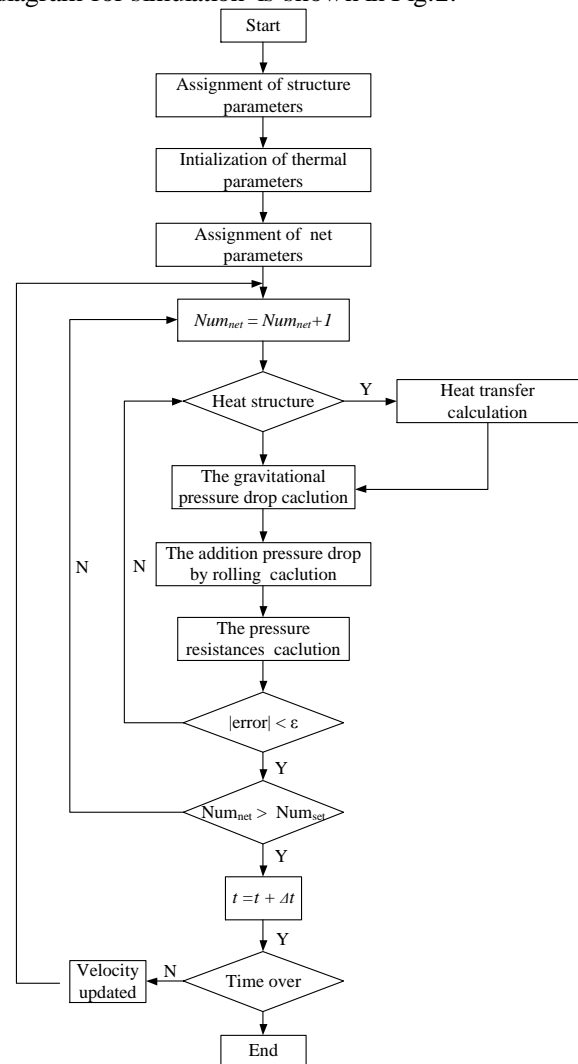 diagram for simulation is shown in Fig.2.
Start
Assignment of structure
parameters
Intialization of thermal
parameters
Assignment of net
parameters
Num_net = Num_net+1
Heat structure
Y
Heat transfer
calculation
The gravitational
pressure drop caclution
N
N
The addition pressure drop
by rolling caclution
The pressure
resistances caclution
|error| < ε
Y
Num_net > Num_set
Y
t =t + Δt
Y
Velocity
updated
N
Time over
End